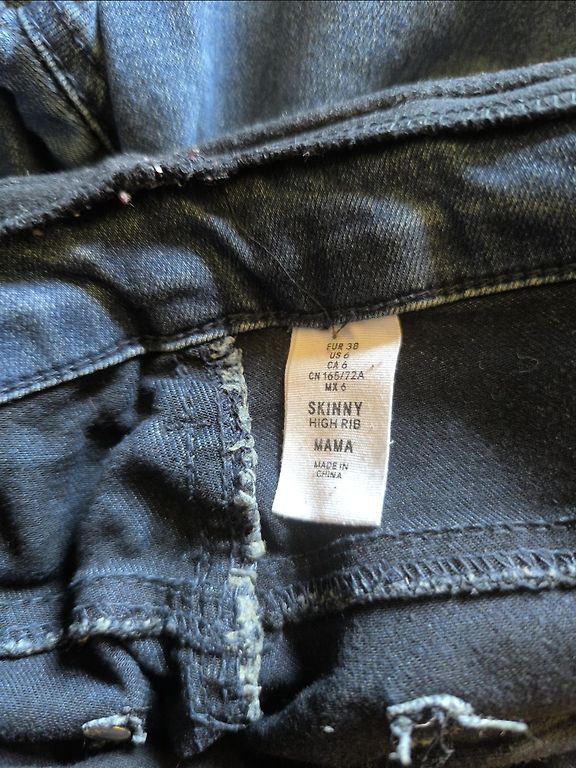 EUR 38
US 6
CA 6
CN 165/72A
MX 6
SKINNY
HIGH RIB
MAMA
MADE IN
CHINA